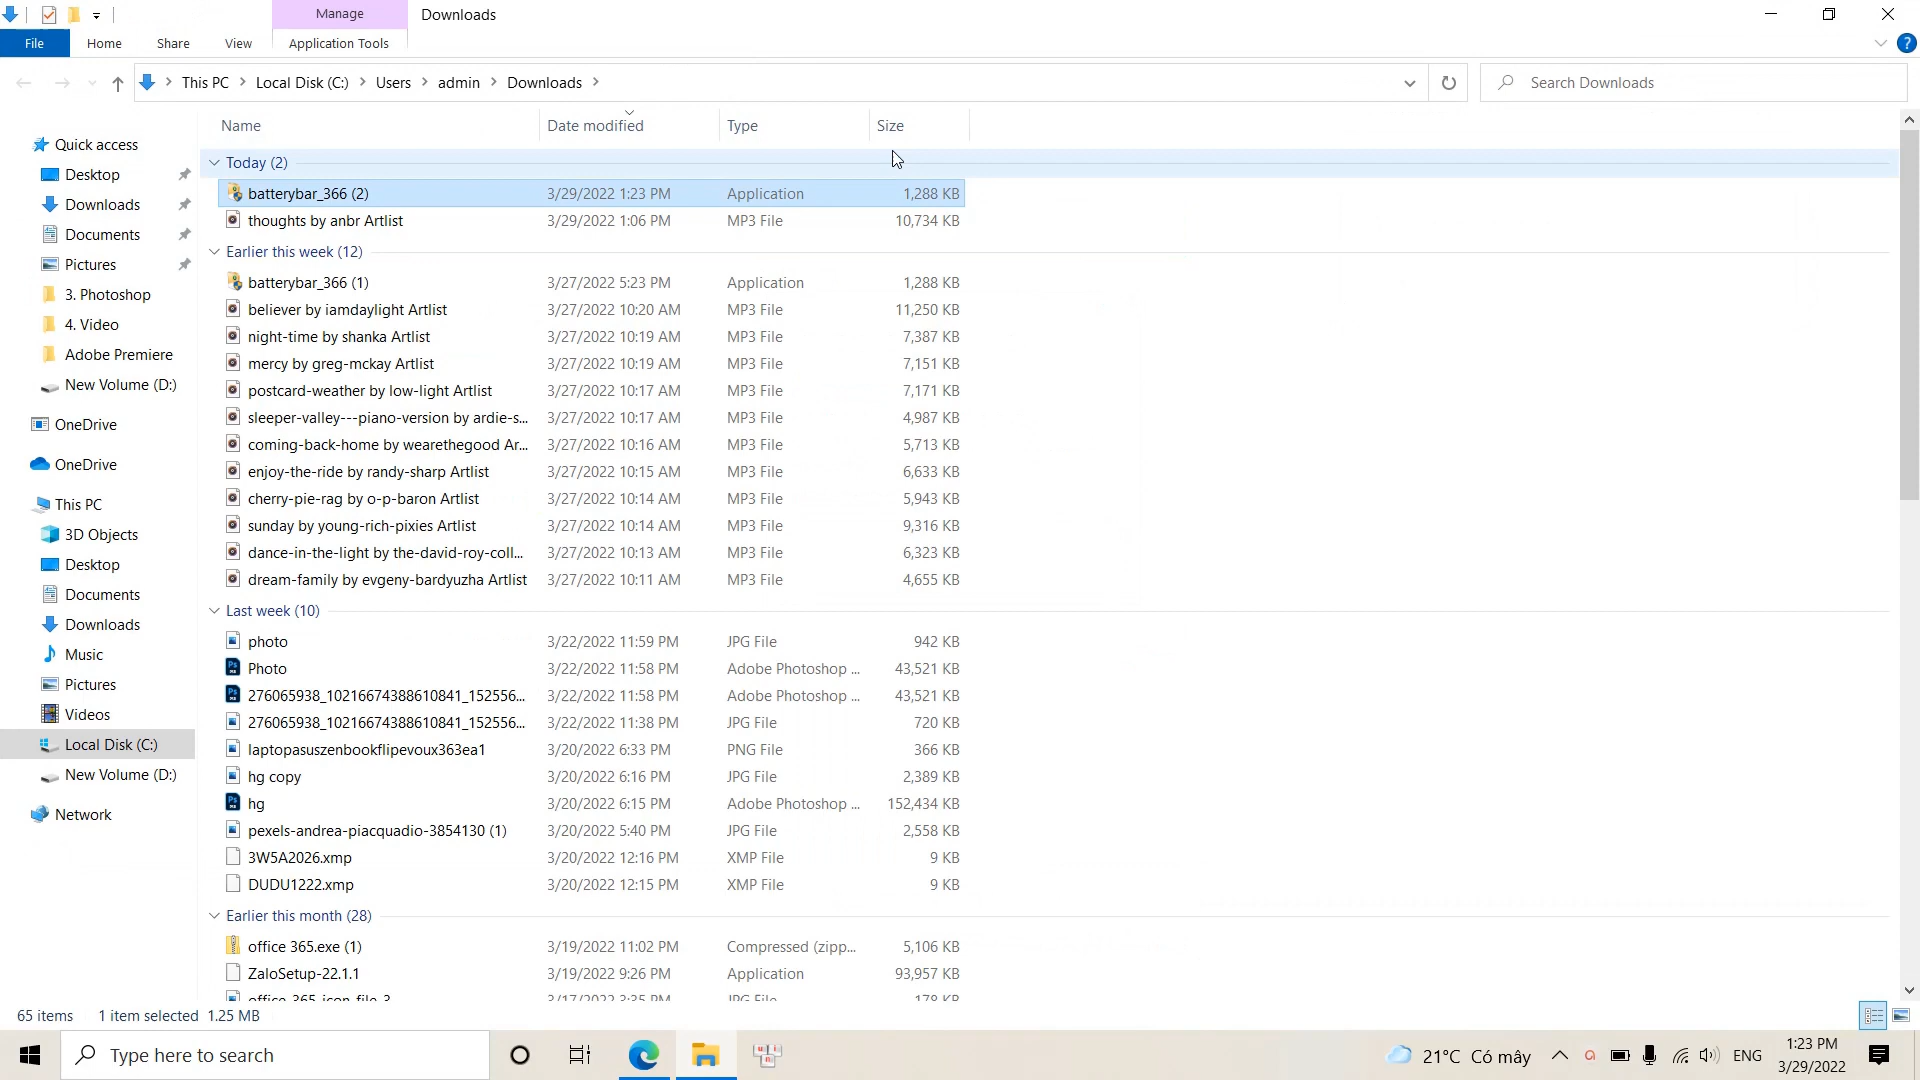 Manage
Downloads
File
Home
Share
View
Application Tools
This PC
Local Disk (C:)
Users
admin
Downloads
Search Downloads
Name
Date modified
Type
Size
Quick access
Desktop
Downloads
Documents
Pictures
3. Photoshop
4. Video
Adobe Premiere
New Volume (D:)
OneDrive
OneDrive
This PC
3D Objects
Desktop
Documents
Downloads
Music
Pictures
Videos
Local Disk (C:)
New Volume (D:)
Network
Today (2)
batterybar_366 (2) 3/29/2022 1:23 PM Application 1,288 KB
thoughts by anbr Artlist 3/29/2022 1:06 PM MP3 File 10,734 KB
Earlier this week (12)
batterybar_366 (1) 3/27/2022 5:23 PM Application 1,288 KB
believer by iamdaylight Artlist 3/27/2022 10:20 AM MP3 File 11,250 KB
night-time by shanka Artlist 3/27/2022 10:19 AM MP3 File 7,387 KB
mercy by greg-mckay Artlist 3/27/2022 10:19 AM MP3 File 7,151 KB
postcard-weather by low-light Artlist 3/27/2022 10:17 AM MP3 File 7,171 KB
sleeper-valley---piano-version by ardie-s... 3/27/2022 10:17 AM MP3 File 4,987 KB
coming-back-home by wearethegood Ar... 3/27/2022 10:16 AM MP3 File 5,713 KB
enjoy-the-ride by randy-sharp Artlist 3/27/2022 10:15 AM MP3 File 6,633 KB
cherry-pie-rag by o-p-baron Artlist 3/27/2022 10:14 AM MP3 File 5,943 KB
sunday by young-rich-pixies Artlist 3/27/2022 10:14 AM MP3 File 9,316 KB
dance-in-the-light by the-david-roy-coll... 3/27/2022 10:13 AM MP3 File 6,323 KB
dream-family by evgeny-bardyuzha Artlist 3/27/2022 10:11 AM MP3 File 4,655 KB
Last week (10)
photo 3/22/2022 11:59 PM JPG File 942 KB
Photo 3/22/2022 11:58 PM Adobe Photoshop ... 43,521 KB
276065938_10216674388610841_152556... 3/22/2022 11:58 PM Adobe Photoshop ... 43,521 KB
276065938_10216674388610841_152556... 3/22/2022 11:38 PM JPG File 720 KB
laptopasuszenbookflipevoux363ea1 3/20/2022 6:33 PM PNG File 366 KB
hg copy 3/20/2022 6:16 PM JPG File 2,389 KB
hg 3/20/2022 6:15 PM Adobe Photoshop ... 152,434 KB
pexels-andrea-piacquadio-3854130 (1) 3/20/2022 5:40 PM JPG File 2,558 KB
3W5A2026.xmp 3/20/2022 12:16 PM XMP File 9 KB
DUDU1222.xmp 3/20/2022 12:15 PM XMP File 9 KB
Earlier this month (28)
office 365.exe (1) 3/19/2022 11:02 PM Compressed (zipp... 5,106 KB
ZaloSetup-22.1.1 3/19/2022 9:26 PM Application 93,957 KB
office-365-icon-file-3 3/17/2022 3:35 PM JPG File 178 KB
65 items 1 item selected 1.25 MB
Type here to search
21°C Có mây
ENG
1:23 PM
3/29/2022